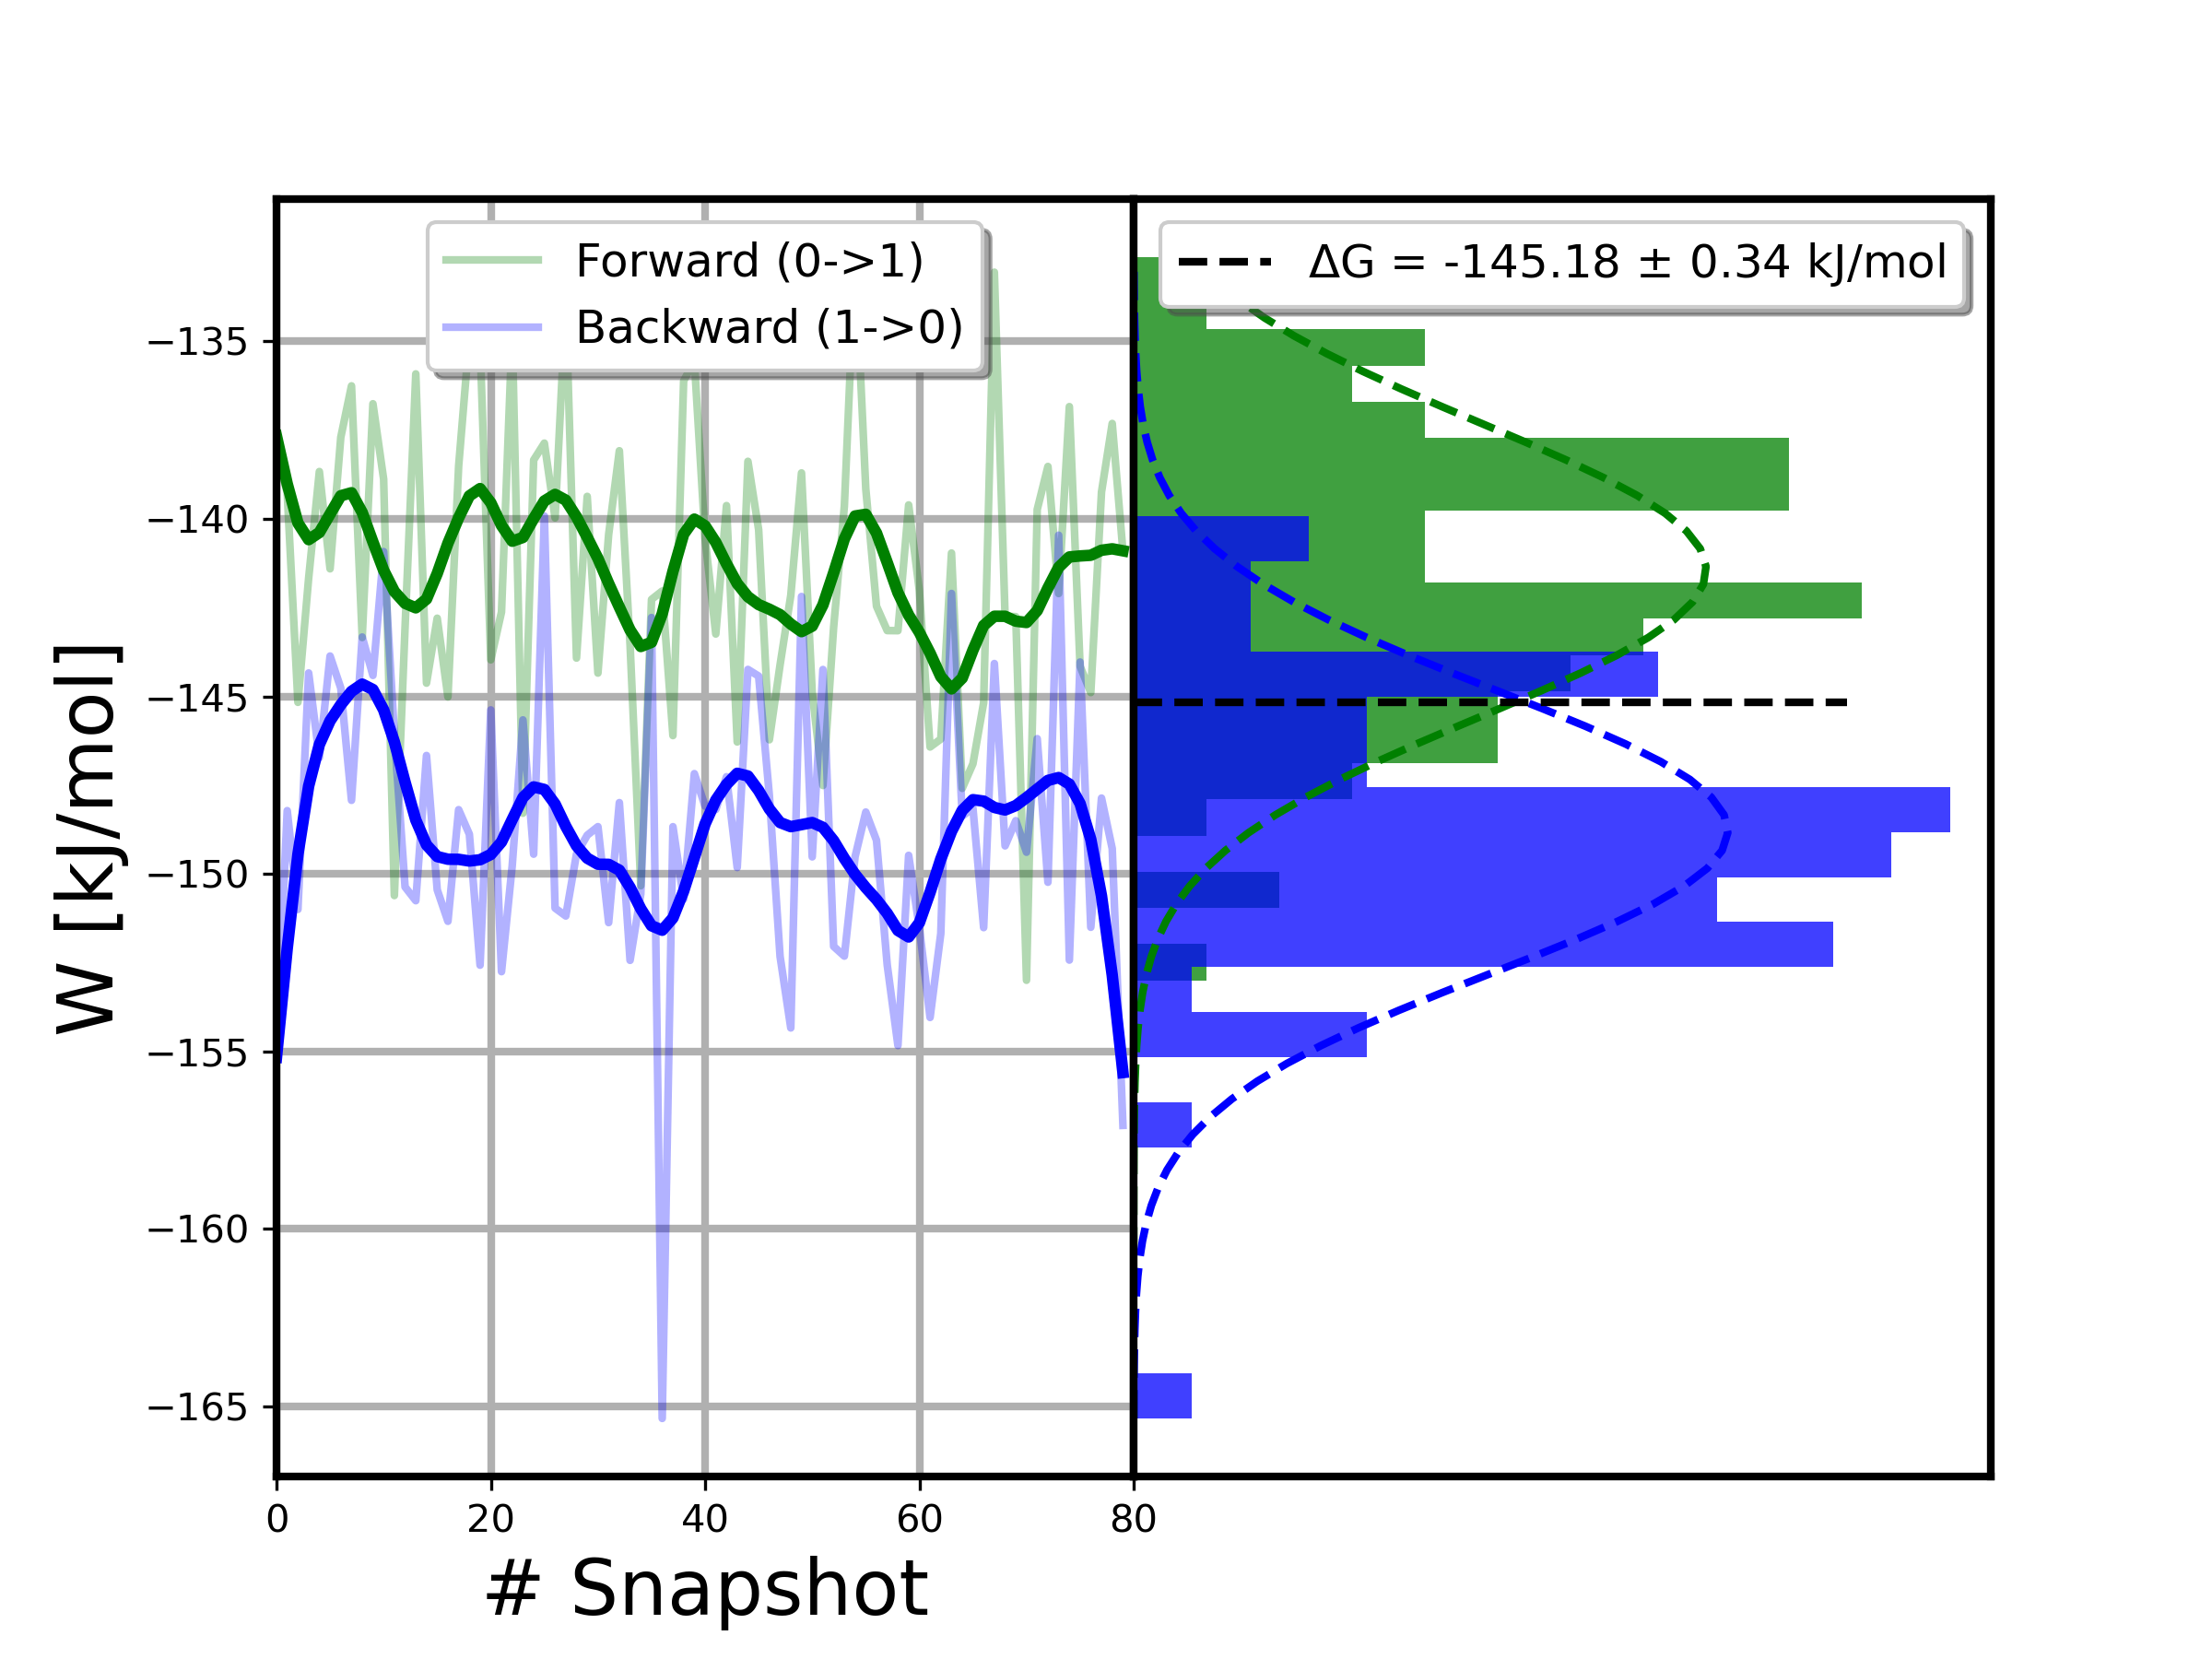 Forward (0->1)
Backward (1->0)
ΔG = -145.18 ± 0.34 kJ/mol
W [kJ/mol]
−135
−140
−145
−150
−155
−160
−165
0 20 40 60 80
# Snapshot